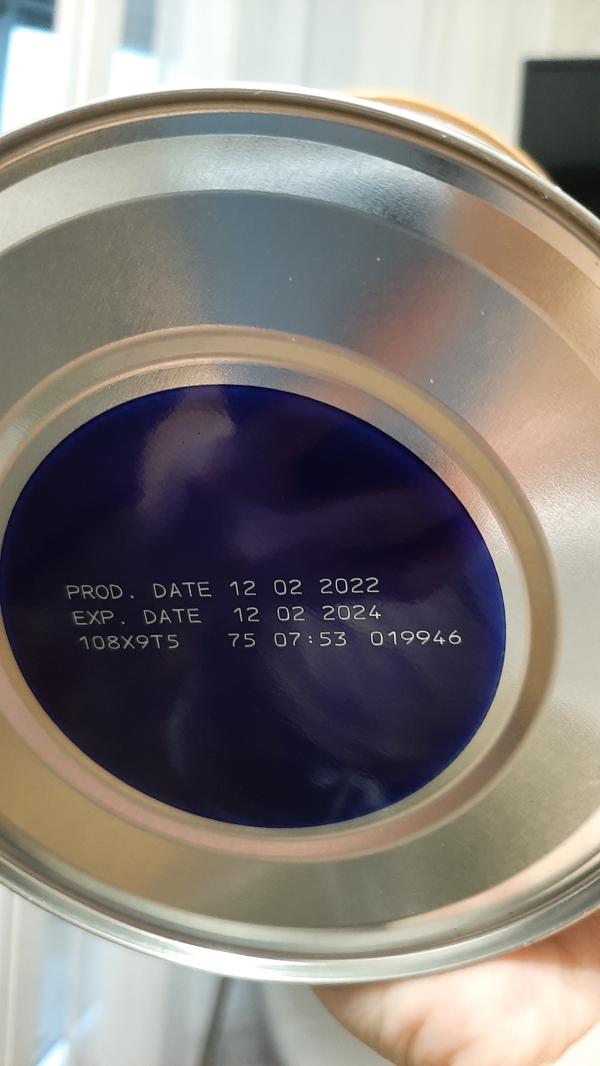 PROD. DATE 12 02 2022
EXP. DATE 12 02 2024
108X9T5 75 07:53 019946